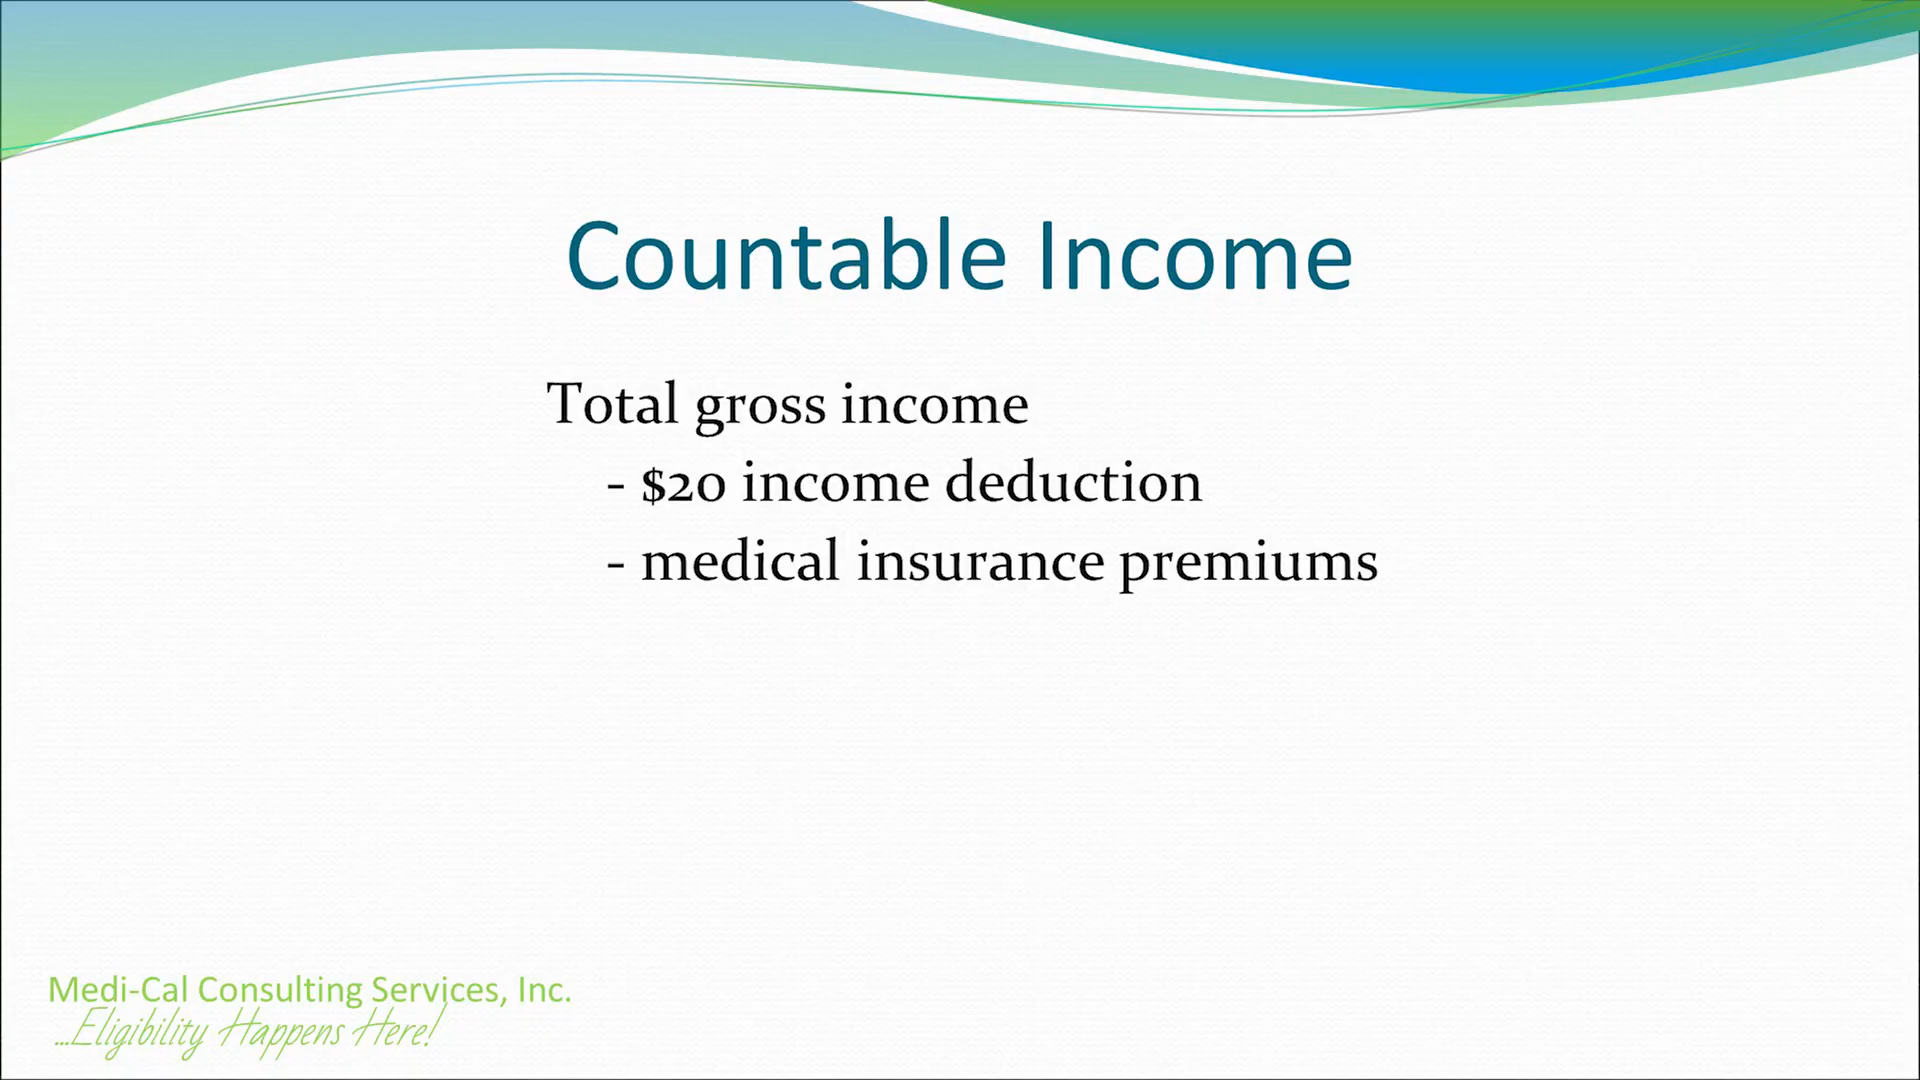 Countable Income
Total gross income
- $20 income deduction
- medical insurance premiums
Medi-Cal Consulting Services, Inc.
...Eligibility Happens Here!